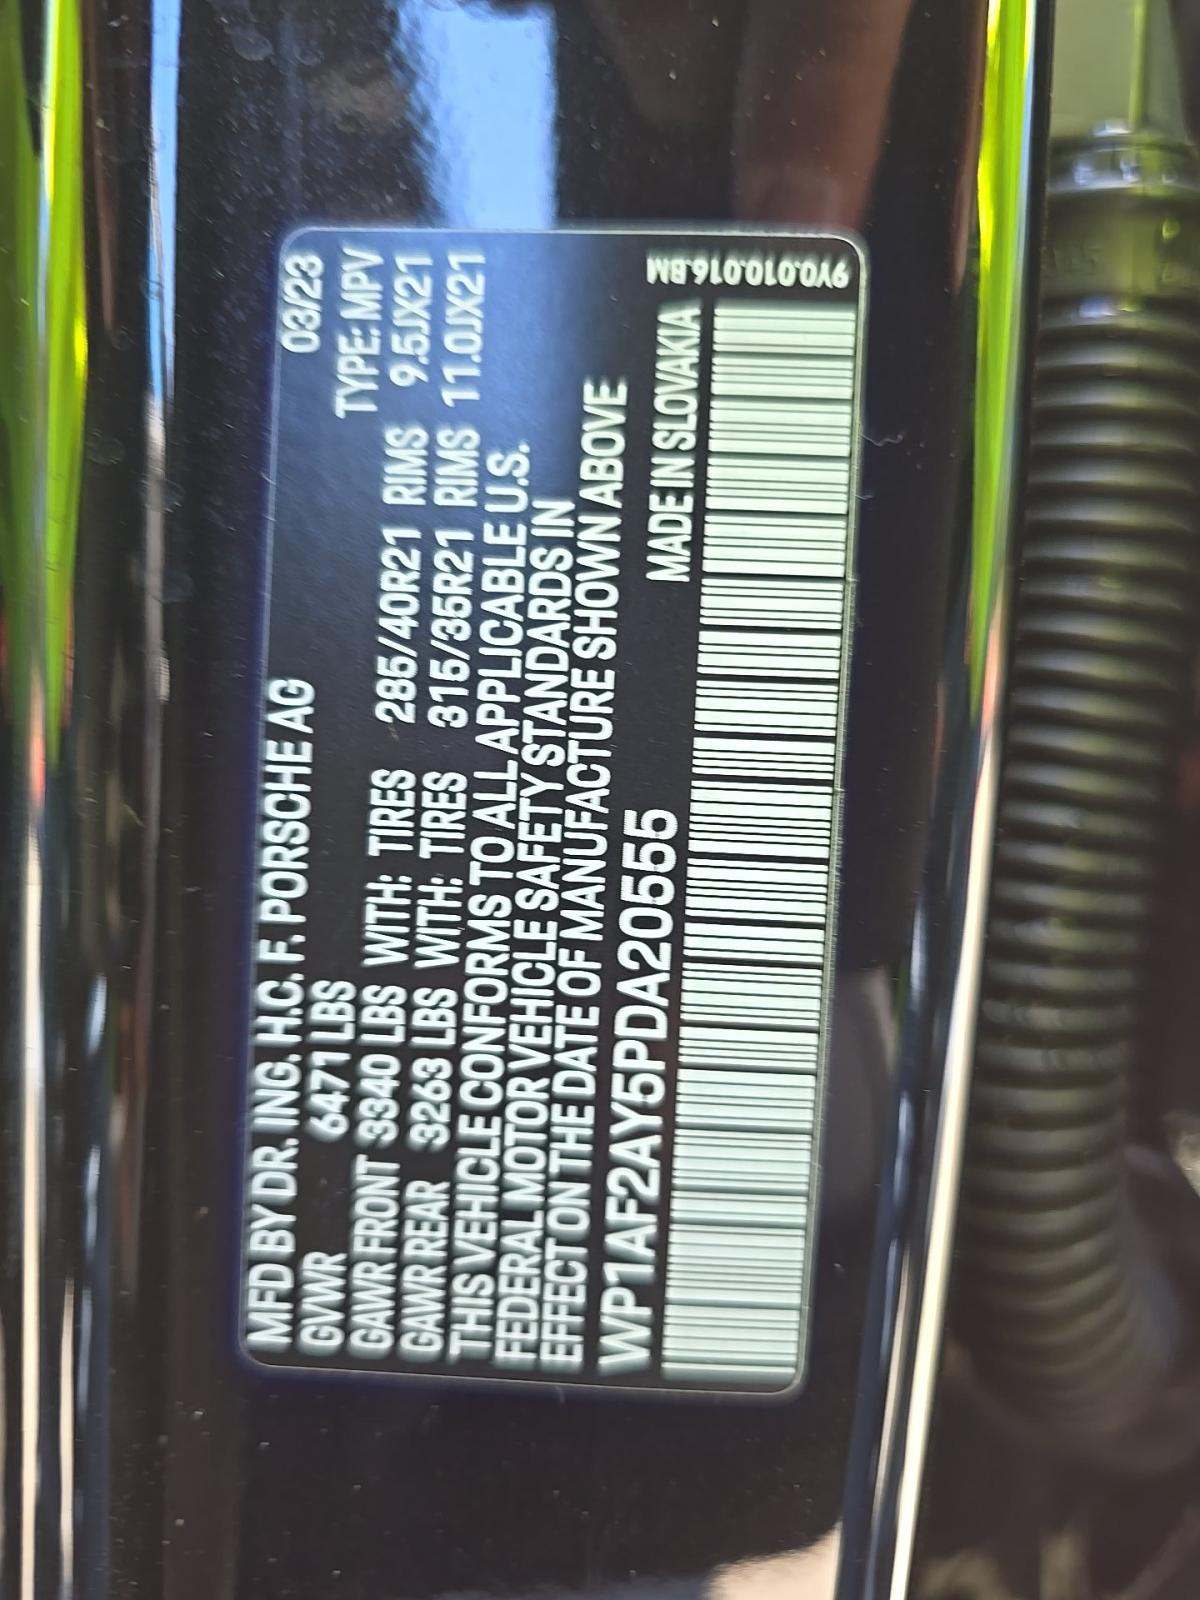 MFD BY DR. ING. H.C. F. PORSCHE AG 03/23
GVWR 6471 LBS TYPE: MPV
GAWR FRONT 3340 LBS WITH: TIRES 285/40R21 RIMS 9.5JX21
GAWR REAR 3263 LBS WITH: TIRES 315/35R21 RIMS 11.0JX21
THIS VEHICLE CONFORMS TO ALL APPLICABLE U.S.
FEDERAL MOTOR VEHICLE SAFETY STANDARDS IN
EFFECT ON THE DATE OF MANUFACTURE SHOWN ABOVE
WP1AF2AY5PDA20555 MADE IN SLOVAKIA
9Y0.010.016.BM